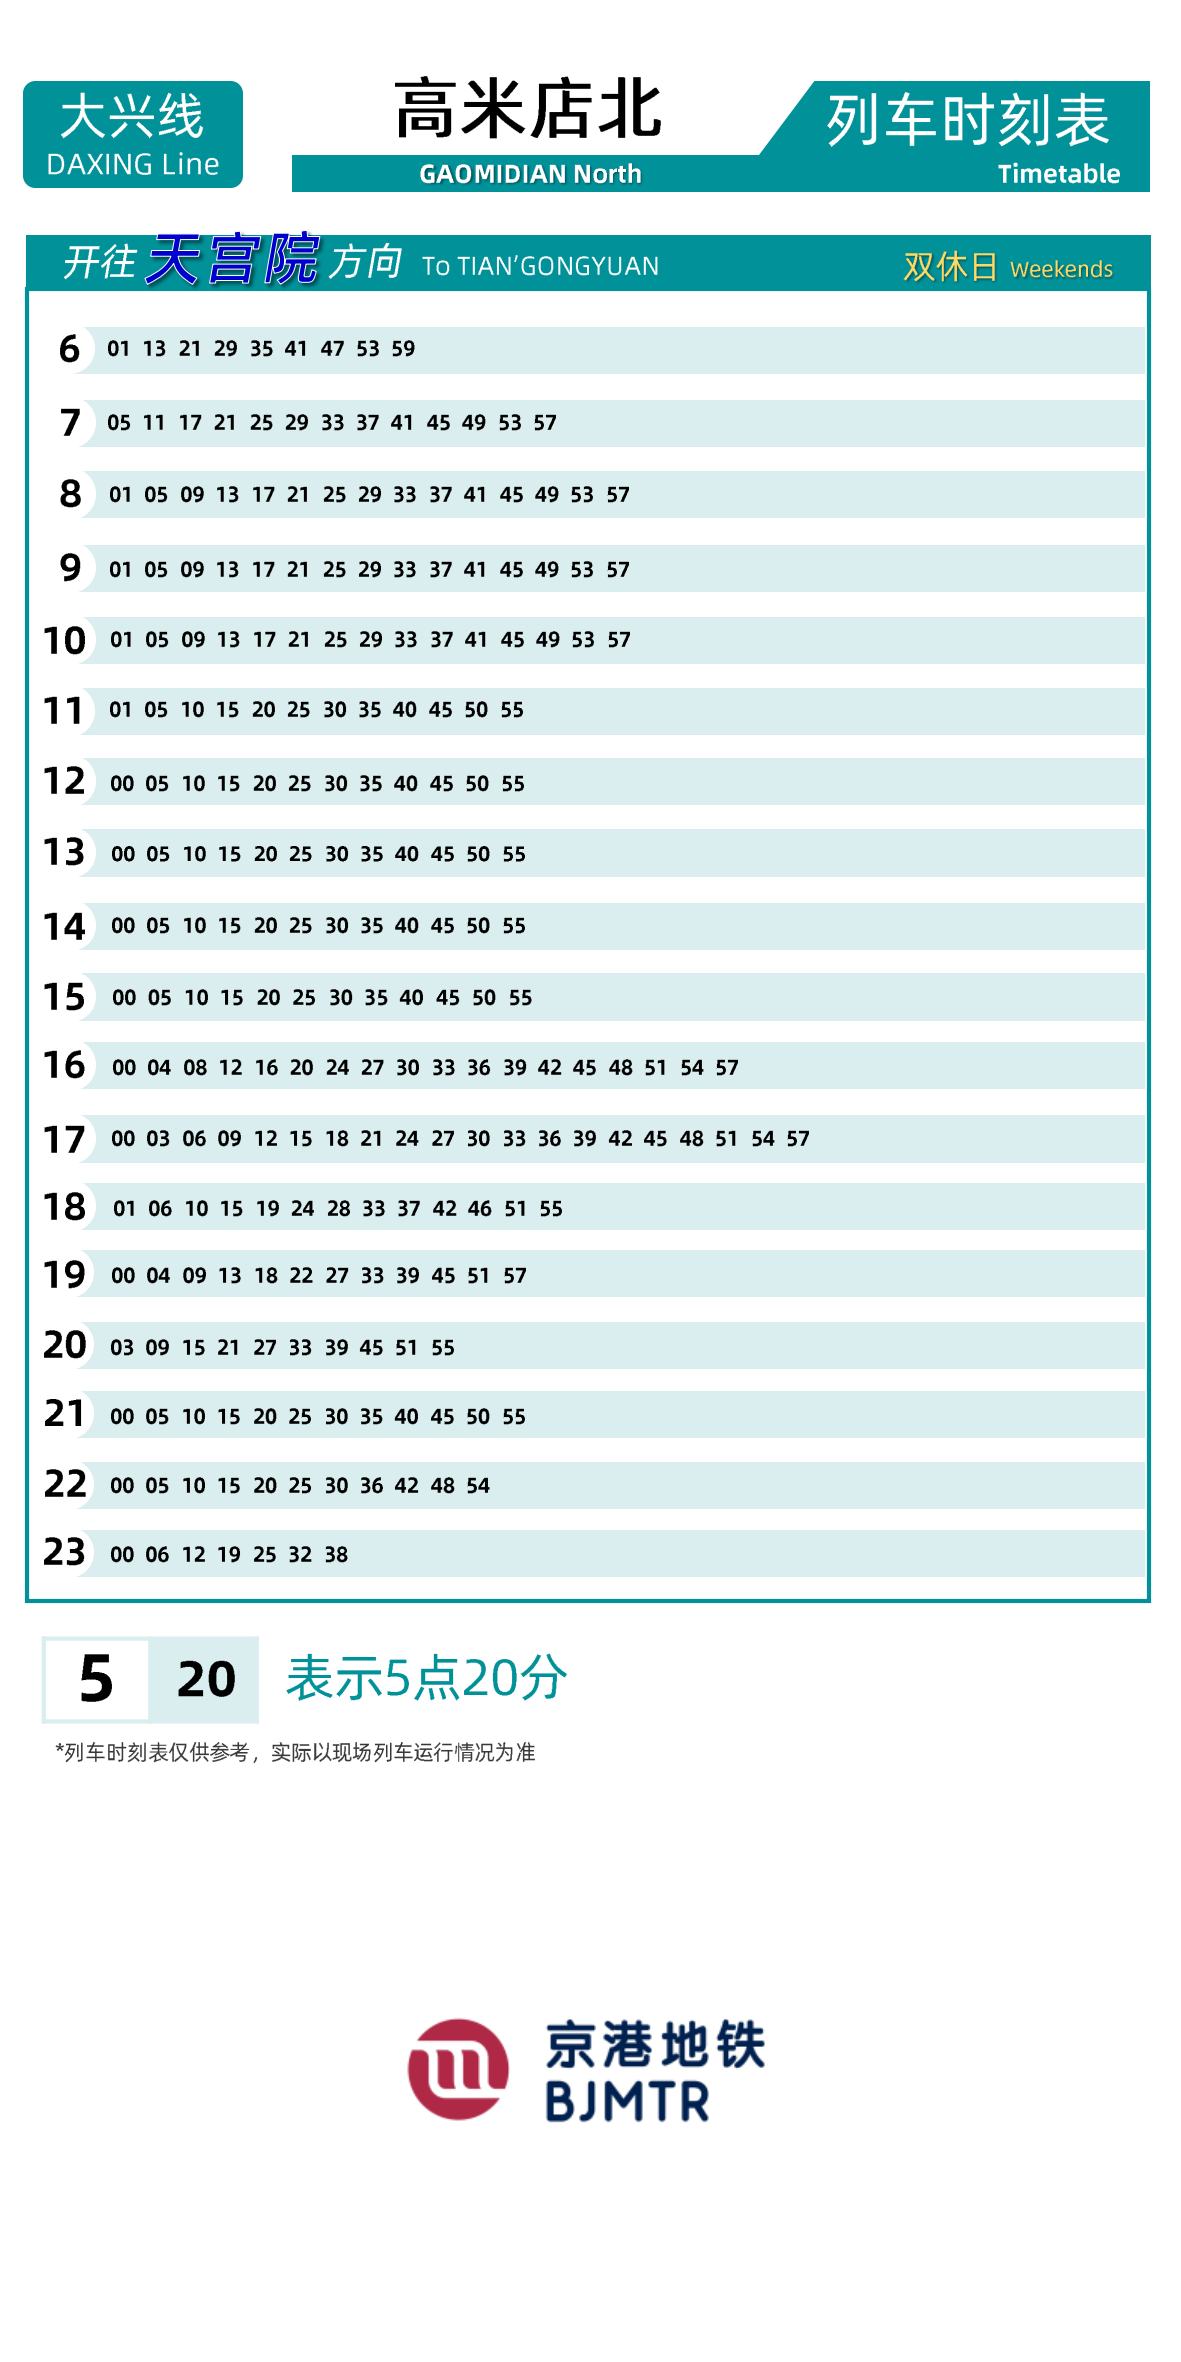 大兴线
DAXING Line
高米店北
GAOMIDIAN North
列车时刻表
Timetable
开往 天宫院 方向 To TIAN’GONGYUAN 双休日 Weekends
6 01 13 21 29 35 41 47 53 59
7 05 11 17 21 25 29 33 37 41 45 49 53 57
8 01 05 09 13 17 21 25 29 33 37 41 45 49 53 57
9 01 05 09 13 17 21 25 29 33 37 41 45 49 53 57
10 01 05 09 13 17 21 25 29 33 37 41 45 49 53 57
11 01 05 10 15 20 25 30 35 40 45 50 55
12 00 05 10 15 20 25 30 35 40 45 50 55
13 00 05 10 15 20 25 30 35 40 45 50 55
14 00 05 10 15 20 25 30 35 40 45 50 55
15 00 05 10 15 20 25 30 35 40 45 50 55
16 00 04 08 12 16 20 24 27 30 33 36 39 42 45 48 51 54 57
17 00 03 06 09 12 15 18 21 24 27 30 33 36 39 42 45 48 51 54 57
18 01 06 10 15 19 24 28 33 37 42 46 51 55
19 00 04 09 13 18 22 27 33 39 45 51 57
20 03 09 15 21 27 33 39 45 51 55
21 00 05 10 15 20 25 30 35 40 45 50 55
22 00 05 10 15 20 25 30 36 42 48 54
23 00 06 12 19 25 32 38
5 20 表示5点20分
*列车时刻表仅供参考，实际以现场列车运行情况为准
京港地铁
BJMTR